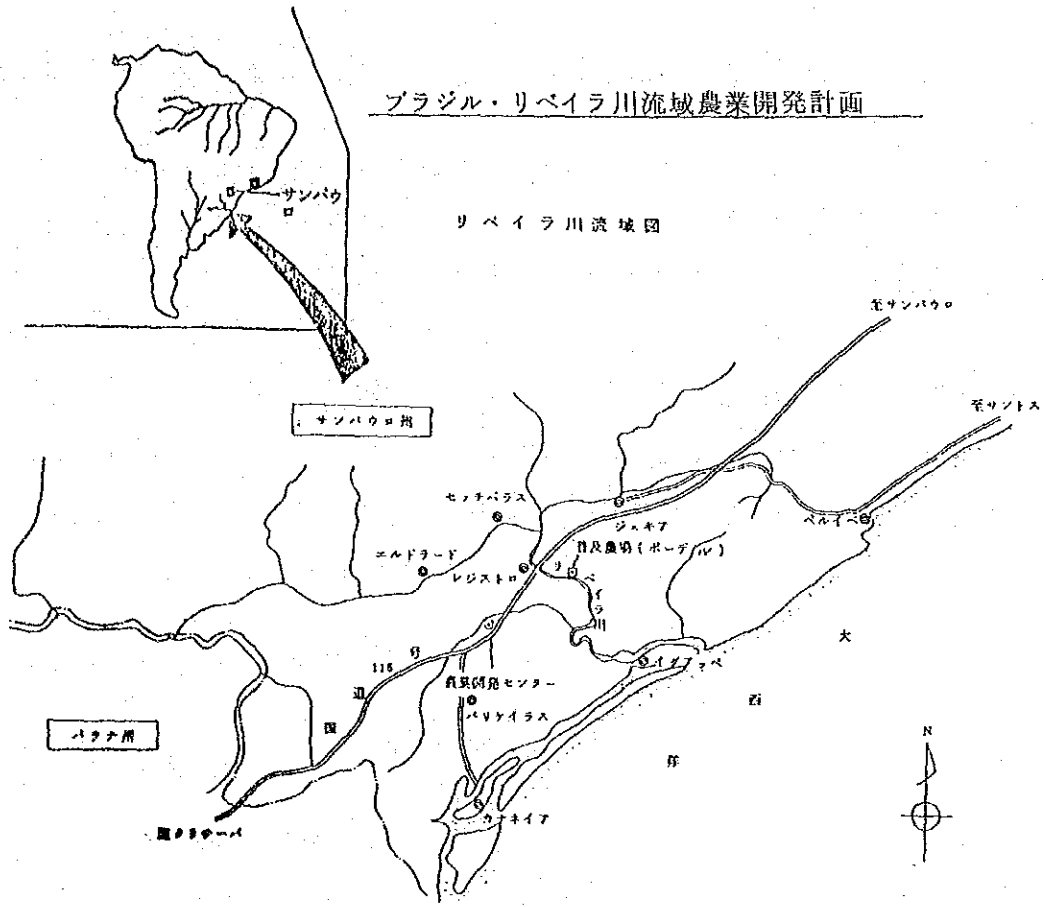 ブラジル・リベイラ川流域農業開発計画
サンパウ
ロ
リベイラ川流域図
至サンパウロ
至サントス
サンパウロ州
セッチバラス
ジュキア
ペルイベ
エルドラード
レジストロ
普及農場(ポーデル)
リベイラ川
イグアッペ
大西洋
国道116号
農業開発センター
パリケイラス
パラナ州
カナネイア
N